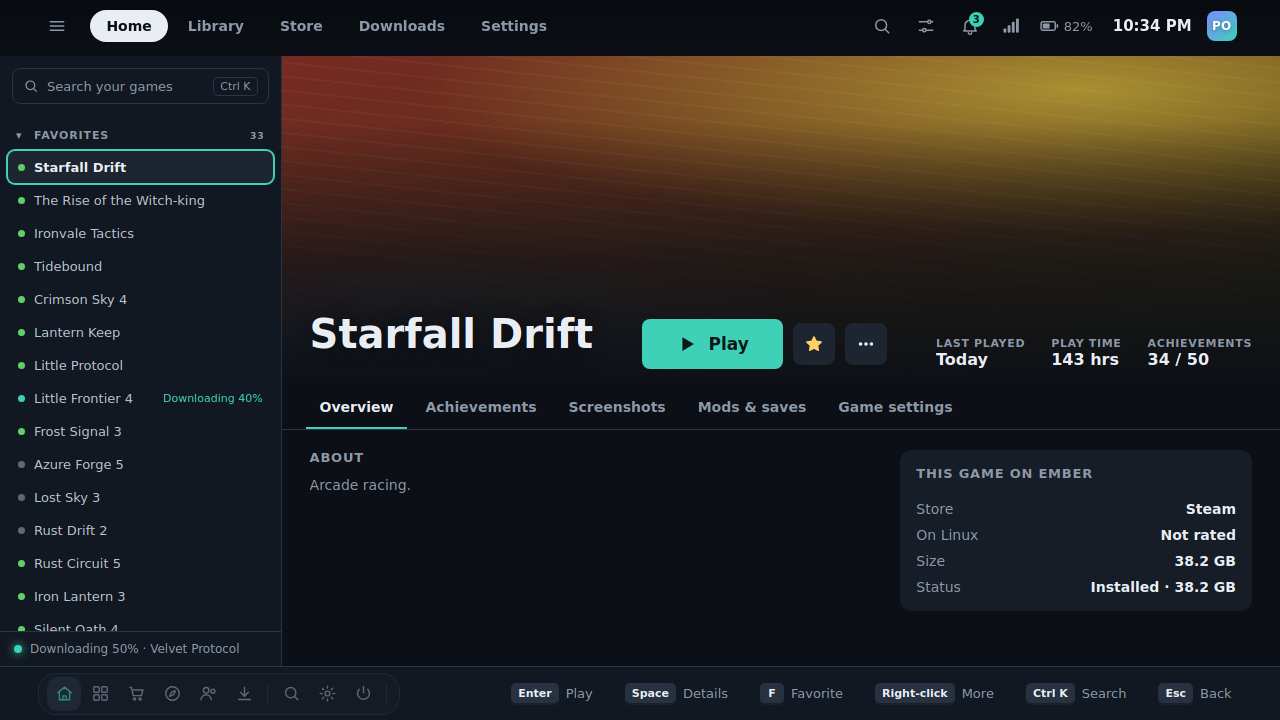 Home
Library
Store
Downloads
Settings
3
82%
10:34 PM
PO
Search your games
Ctrl K
FAVORITES
33
Starfall Drift
The Rise of the Witch-king
Ironvale Tactics
Tidebound
Crimson Sky 4
Lantern Keep
Little Protocol
Little Frontier 4
Downloading 40%
Frost Signal 3
Azure Forge 5
Lost Sky 3
Rust Drift 2
Rust Circuit 5
Iron Lantern 3
Silent Oath 4
Downloading 50% · Velvet Protocol
Starfall Drift
Play
LAST PLAYED
Today
PLAY TIME
143 hrs
ACHIEVEMENTS
34 / 50
Overview
Achievements
Screenshots
Mods & saves
Game settings
ABOUT
Arcade racing.
THIS GAME ON EMBER
Store
Steam
On Linux
Not rated
Size
38.2 GB
Status
Installed · 38.2 GB
Enter
Play
Space
Details
F
Favorite
Right-click
More
Ctrl K
Search
Esc
Back